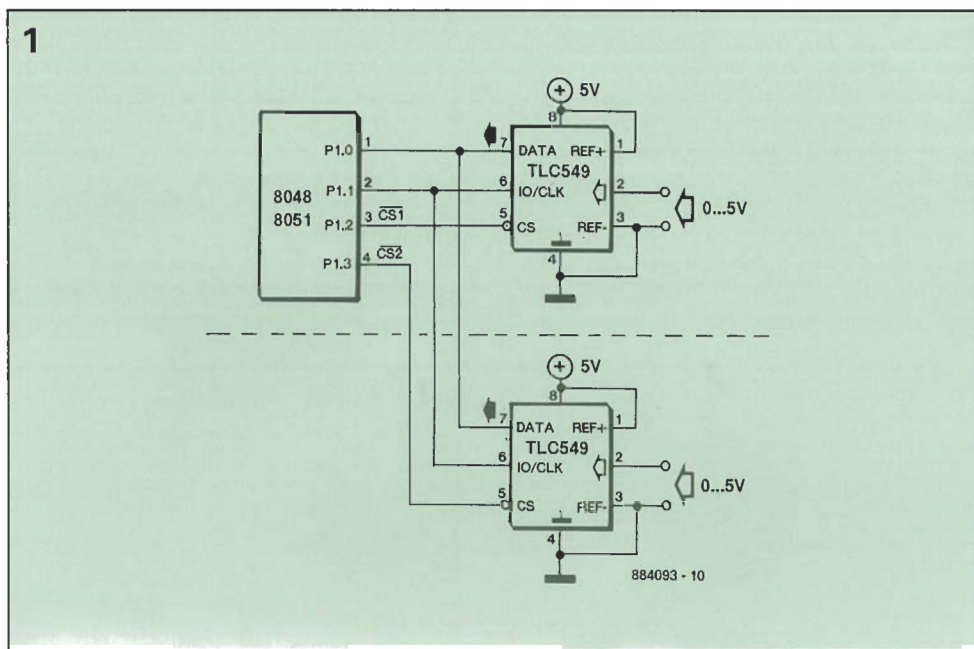 1
5V
8
P1.0 1
7 DATA REF+ 1
TLC549
P1.1 2
6 IO/CLK
2
8048
8051
P1.2 3 CS1
5 CS REF- 3
0...5V
P1.3 4 CS2
4
5V
8
7 DATA REF+ 1
TLC549
6 IO/CLK
2
5 CS REF- 3
0...5V
4
884093 - 10